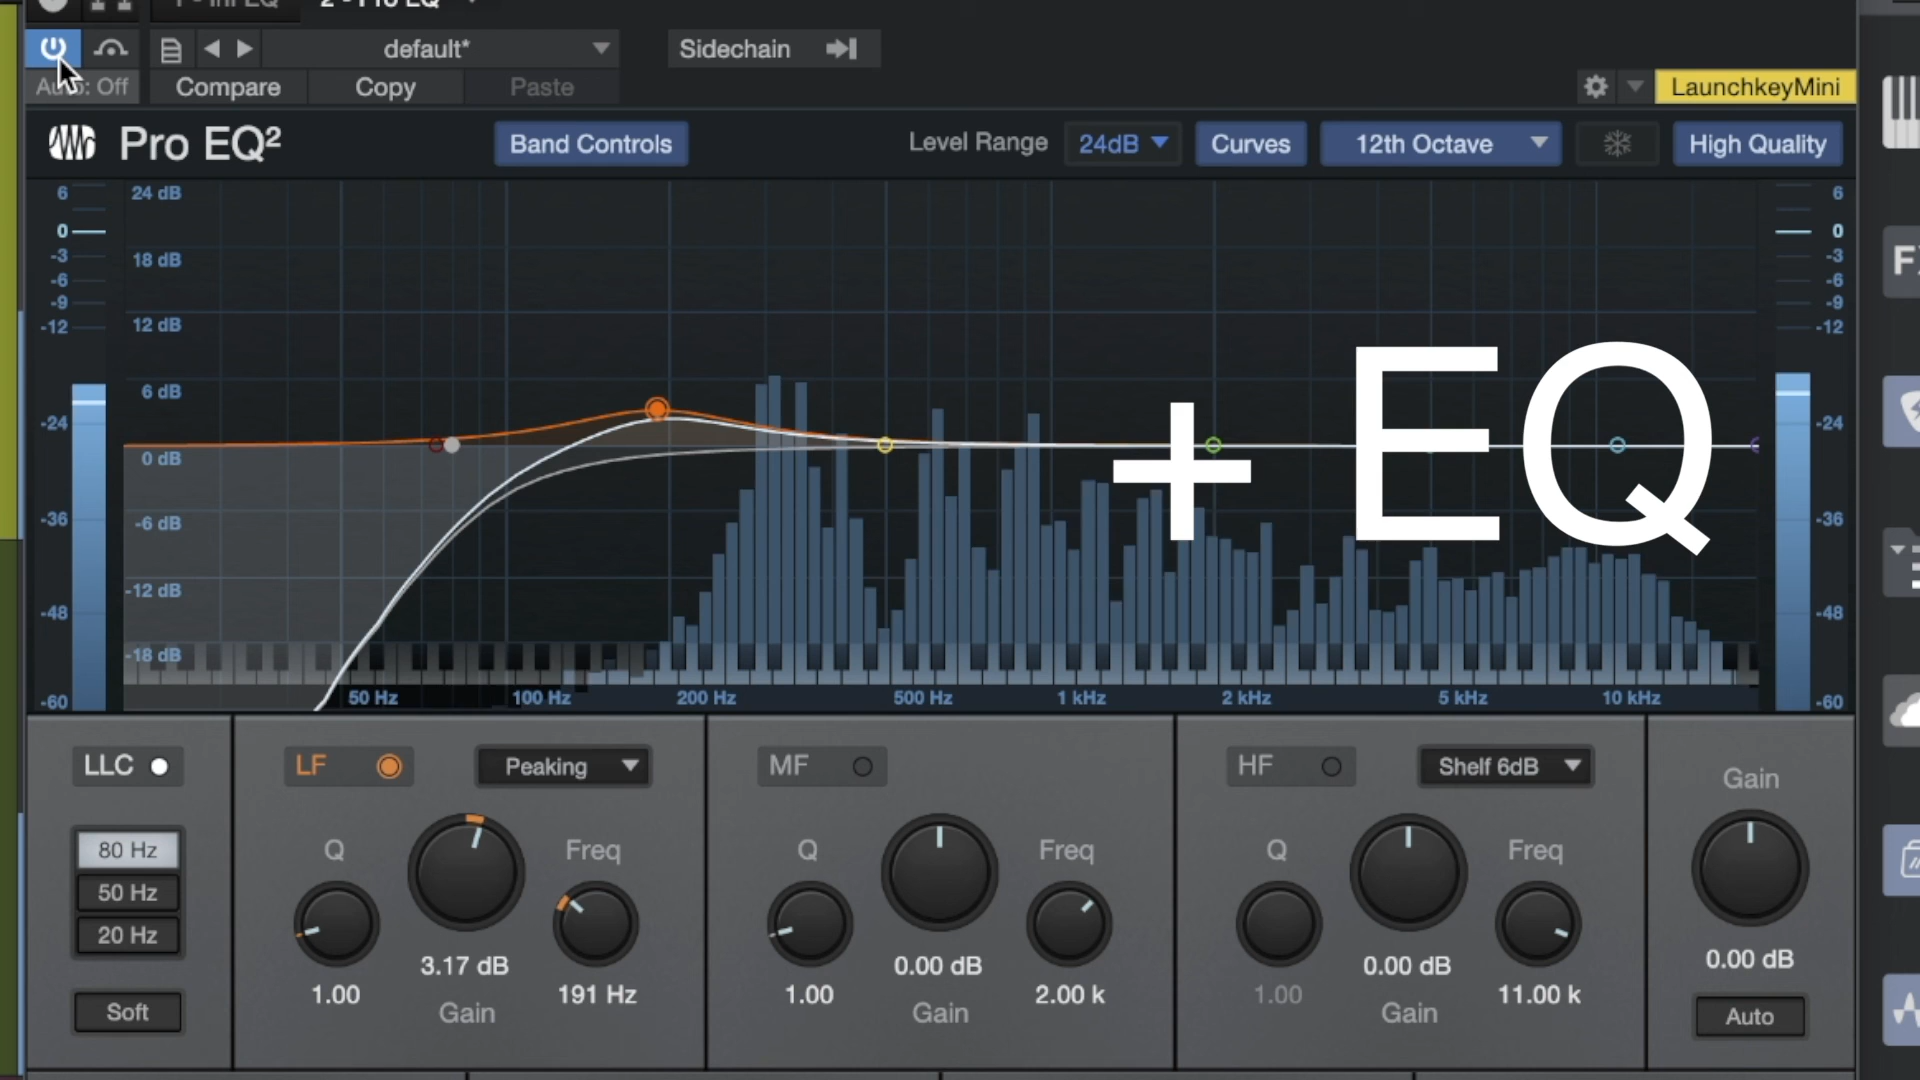 default*
Sidechain
Auto: Off
Compare
Copy
Paste
LaunchkeyMini
Pro EQ²
Band Controls
Level Range
24dB
Curves
12th Octave
High Quality
6
0
-3
-6
-9
-12
-24
-36
-48
-60
24 dB
18 dB
12 dB
6 dB
0 dB
-6 dB
-12 dB
-18 dB
50 Hz
100 Hz
200 Hz
500 Hz
1 kHz
2 kHz
5 kHz
10 kHz
+ EQ
6
0
-3
-6
-9
-12
-24
-36
-48
-60
LLC
80 Hz
50 Hz
20 Hz
Soft
LF
Peaking
Q
Freq
3.17 dB
1.00
191 Hz
Gain
MF
Q
Freq
0.00 dB
1.00
2.00 k
Gain
HF
Shelf 6dB
Q
Freq
0.00 dB
1.00
11.00 k
Gain
Gain
0.00 dB
Auto